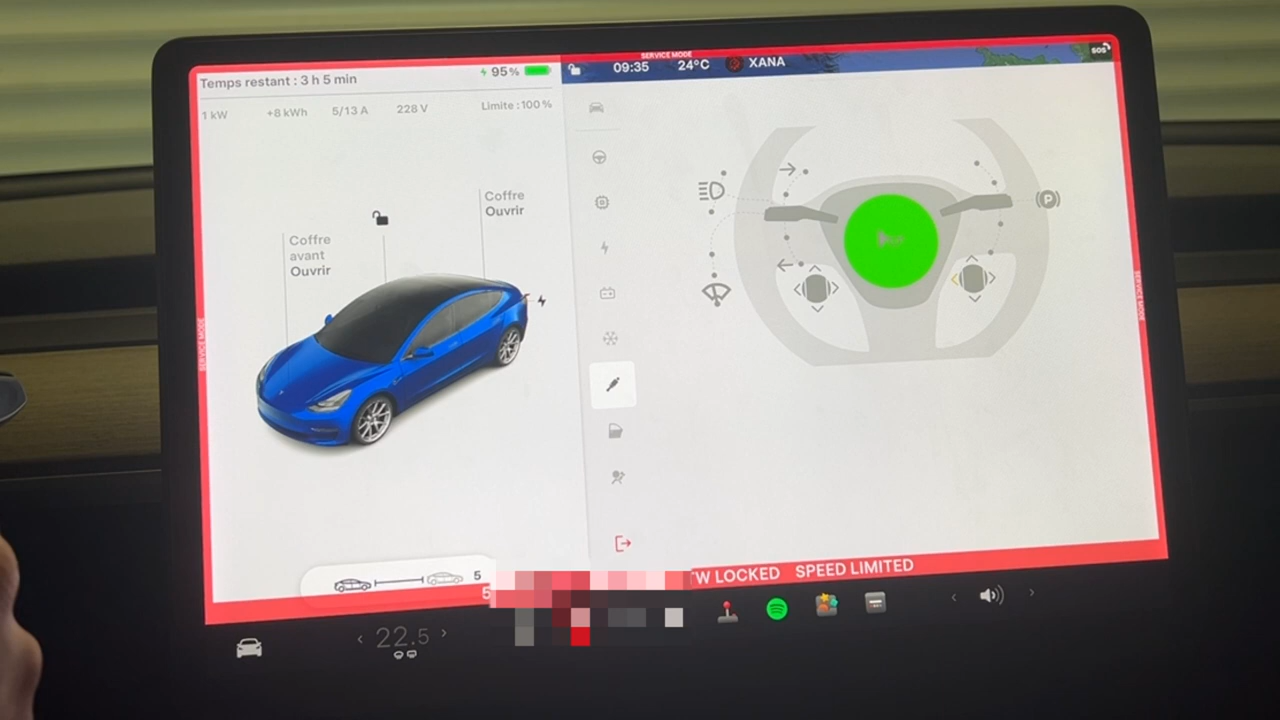 SERVICE MODE
Temps restant : 3 h 5 min
95 %
09:35
24°C
XANA
SOS
1 kW
+8 kWh
5/13 A
228 V
Limite : 100 %
Coffre
Ouvrir
Coffre
avant
Ouvrir
P
SERVICE MODE
SERVICE MODE
5
LOCKED SPEED LIMITED
22.5